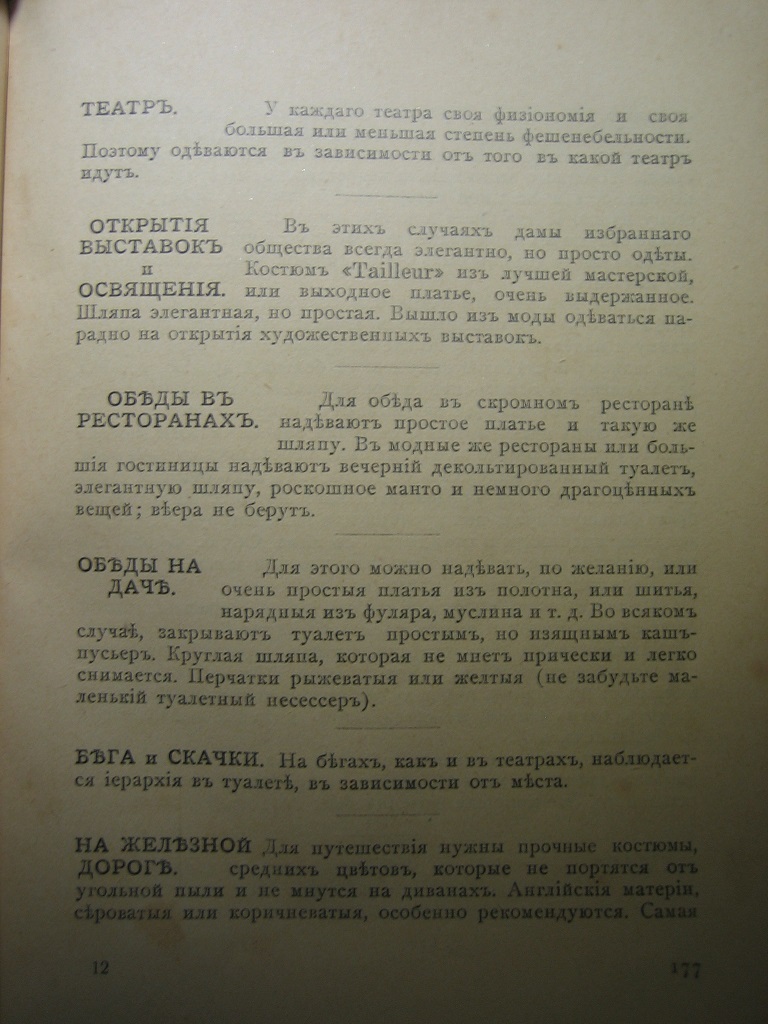 ТЕАТРЪ. У каждаго театра своя физіономія и своя
большая или меньшая степень фешенебельности.
Поэтому одѣваются въ зависимости отъ того въ какой театръ
идутъ.
ОТКРЫТІЯ Въ этихъ случаяхъ дамы избраннаго
ВЫСТАВОКЪ общества всегда элегантно, но просто одѣты.
и Костюмъ «Tailleur» изъ лучшей мастерской,
ОСВЯЩЕНІЯ. или выходное платье, очень выдержанное.
Шляпа элегантная, но простая. Вышло изъ моды одѣваться па-
радно на открытія художественныхъ выставокъ.
ОБѢДЫ ВЪ Для обѣда въ скромномъ ресторанѣ
РЕСТОРАНАХЪ. надѣваютъ простое платье и такую же
шляпу. Въ модные же рестораны или боль-
шія гостиницы надѣваютъ вечерній декольтированный туалетъ,
элегантную шляпу, роскошное манто и немного драгоцѣнныхъ
вещей; вѣера не берутъ.
ОБѢДЫ НА Для этого можно надѣвать, по желанію, или
ДАЧѢ. очень простыя платья изъ полотна, или шитья,
нарядныя изъ фуляра, муслина и т. д. Во всякомъ
случаѣ, закрываютъ туалетъ простымъ, но изящнымъ кашъ-
пусьеръ. Круглая шляпа, которая не мнетъ прически и легко
снимается. Перчатки рыжеватыя или желтыя (не забудьте ма-
ленькій туалетный несессеръ).
БѢГА и СКАЧКИ. На бѣгахъ, какъ и въ театрахъ, наблюдает-
ся іерархія въ туалетѣ, въ зависимости отъ мѣста.
НА ЖЕЛѢЗНОЙ Для путешествія нужны прочные костюмы,
ДОРОГѢ. среднихъ цвѣтовъ, которые не портятся отъ
угольной пыли и не мнутся на диванахъ. Англійскія матеріи,
сѣроватыя или коричневатыя, особенно рекомендуются. Самая
12 177